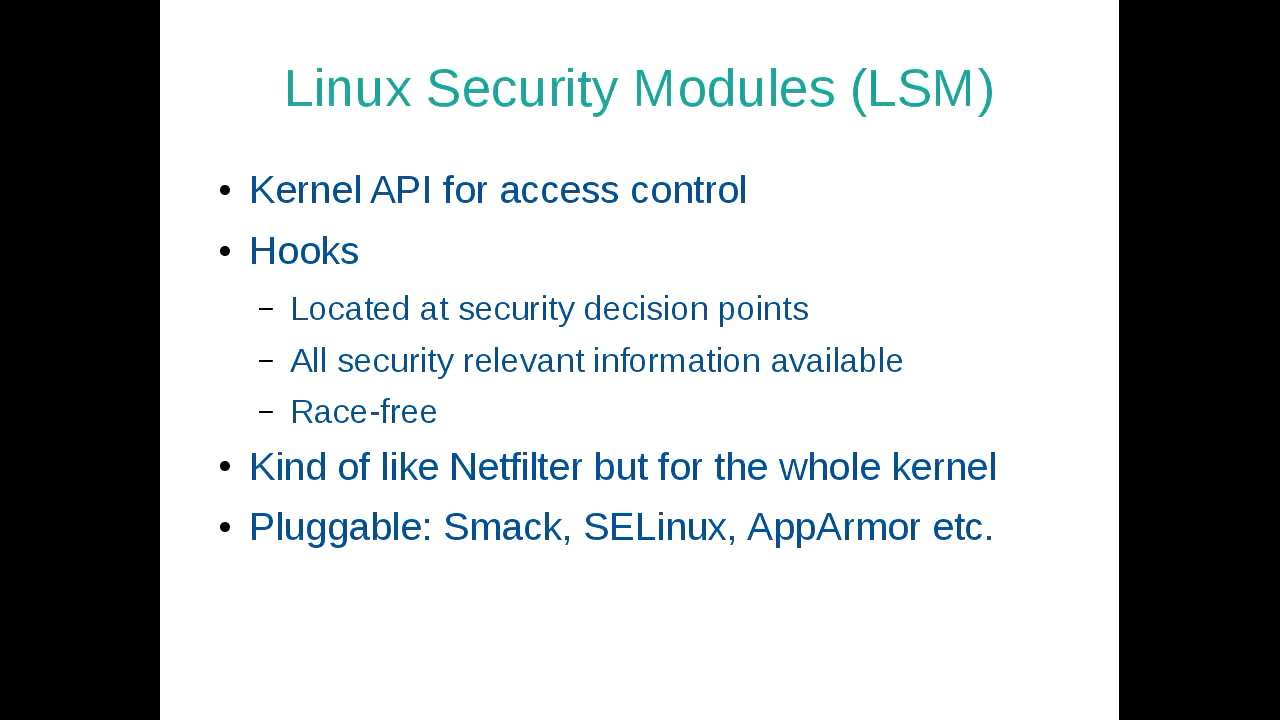 Linux Security Modules (LSM)
• Kernel API for access control
• Hooks
– Located at security decision points
– All security relevant information available
– Race-free
• Kind of like Netfilter but for the whole kernel
• Pluggable: Smack, SELinux, AppArmor etc.